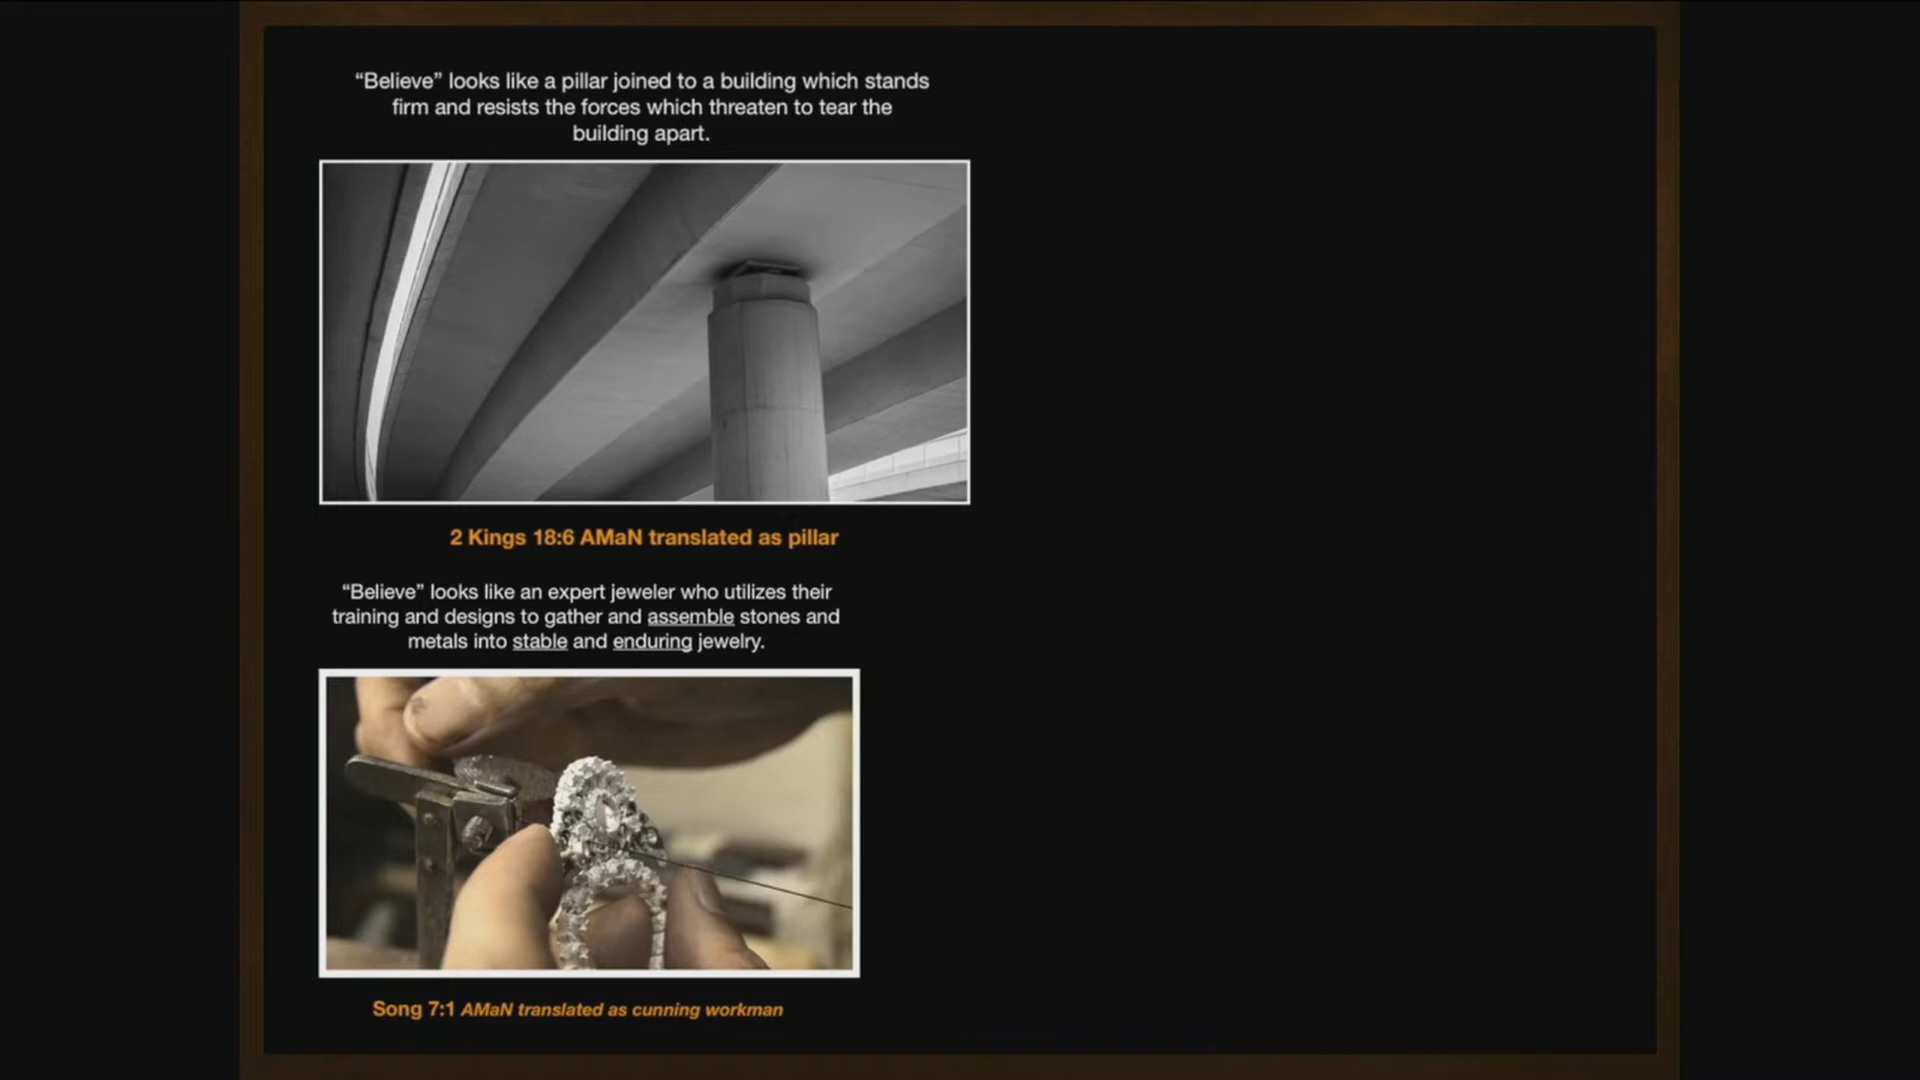 “Believe” looks like a pillar joined to a building which stands
firm and resists the forces which threaten to tear the
building apart.
2 Kings 18:6 AMaN translated as pillar
“Believe” looks like an expert jeweler who utilizes their
training and designs to gather and assemble stones and
metals into stable and enduring jewelry.
Song 7:1 AMaN translated as cunning workman